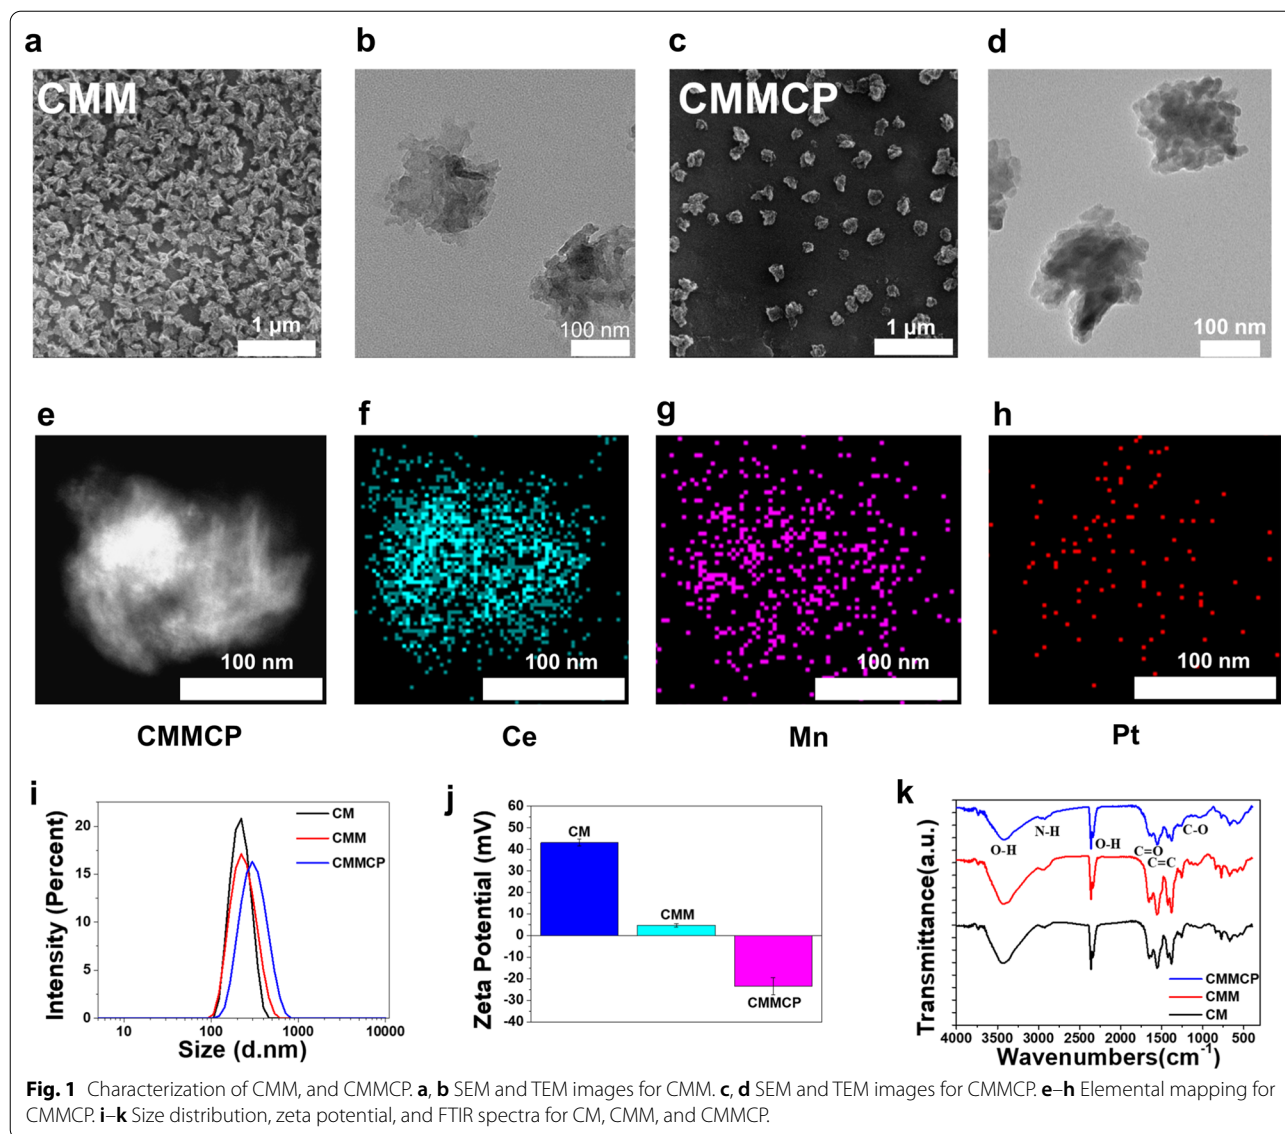 a
b
c
d
CMM
CMMCP
1 µm
100 nm
1 µm
100 nm
e
f
g
h
100 nm
100 nm
100 nm
100 nm
CMMCP
Ce
Mn
Pt
i
Intensity (Percent)
20
15
10
5
0
CM
CMM
CMMCP
10
100
1000
10000
Size (d.nm)
j
Zeta Potential (mV)
60
50
40
30
20
10
0
-10
-20
-30
-40
CM
CMM
CMMCP
k
Transmittance(a.u.)
O-H
N-H
O-H
C=O
C=C
C-O
CMMCP
CMM
CM
4000 3500 3000 2500 2000 1500 1000 500
Wavenumbers(cm⁻¹)
Fig. 1 Characterization of CMM, and CMMCP. a, b SEM and TEM images for CMM. c, d SEM and TEM images for CMMCP. e–h Elemental mapping for
CMMCP. i–k Size distribution, zeta potential, and FTIR spectra for CM, CMM, and CMMCP.